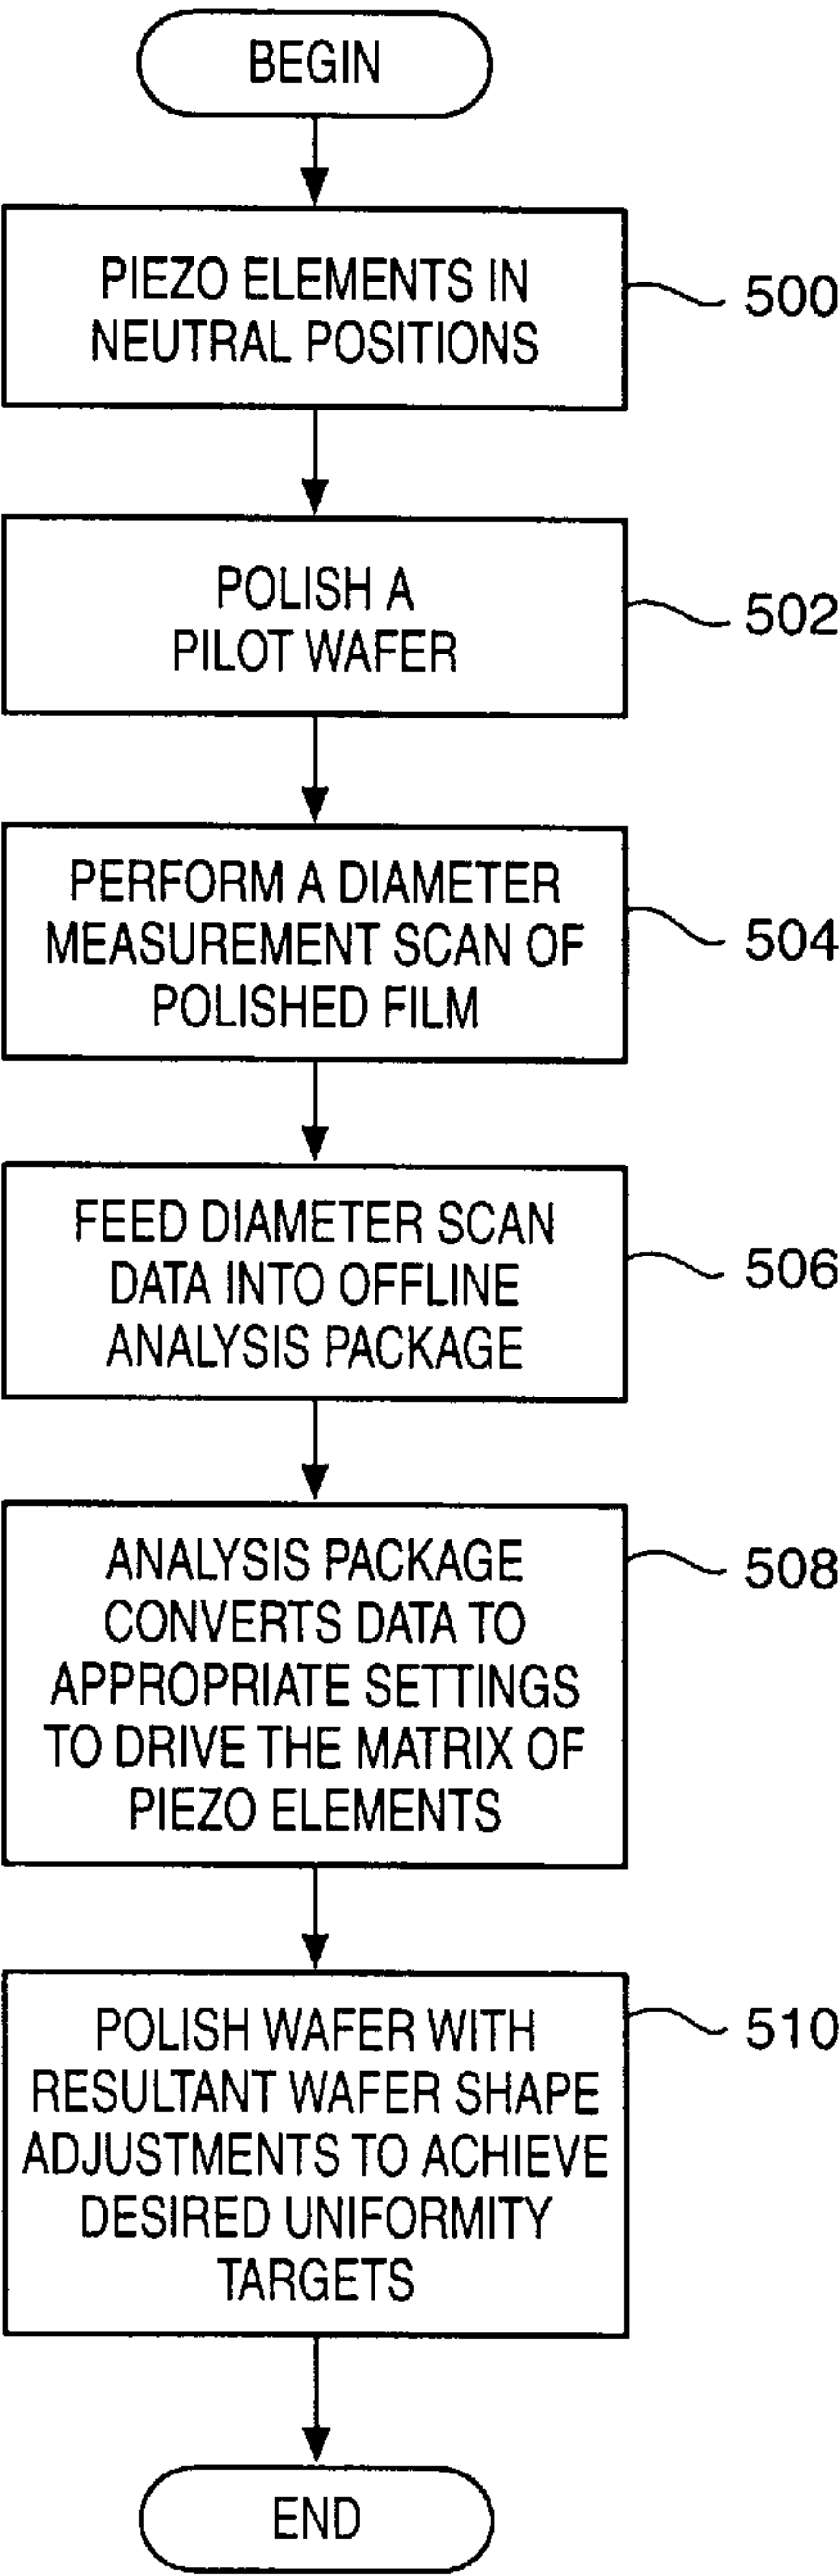 BEGIN
PIEZO ELEMENTS IN
NEUTRAL POSITIONS
500
POLISH A
PILOT WAFER
502
PERFORM A DIAMETER
MEASUREMENT SCAN OF
POLISHED FILM
504
FEED DIAMETER SCAN
DATA INTO OFFLINE
ANALYSIS PACKAGE
506
ANALYSIS PACKAGE
CONVERTS DATA TO
APPROPRIATE SETTINGS
TO DRIVE THE MATRIX OF
PIEZO ELEMENTS
508
POLISH WAFER WITH
RESULTANT WAFER SHAPE
ADJUSTMENTS TO ACHIEVE
DESIRED UNIFORMITY
TARGETS
510
END